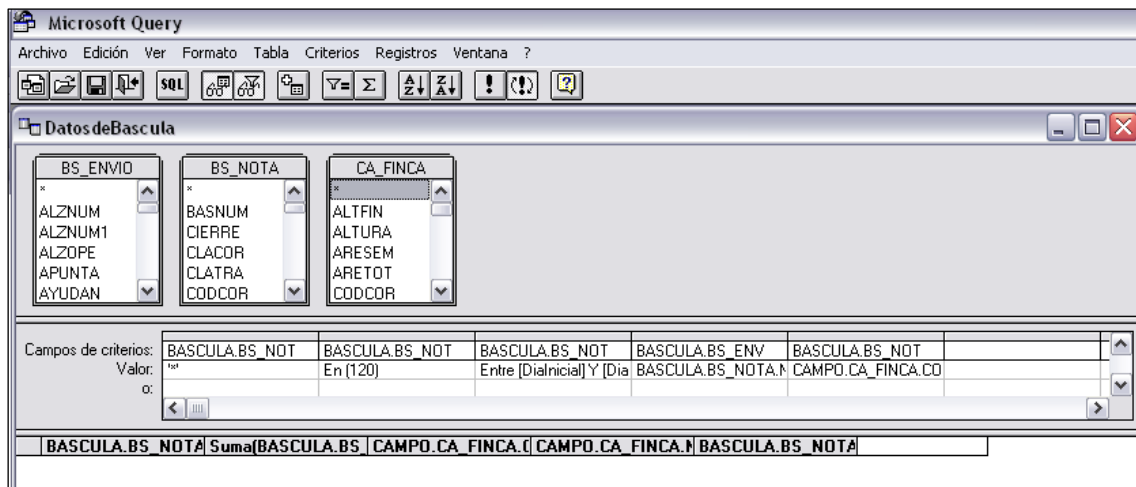 Microsoft Query
Archivo Edición Ver Formato Tabla Criterios Registros Ventana ?
SQL
DatosdeBascula
BS_ENVIO BS_NOTA CA_FINCA
* * *
ALZNUM BASNUM ALTFIN
ALZNUM1 CIERRE ALTURA
ALZOPE CLACOR ARESEM
APUNTA CLATRA ARETOT
AYUDAN CODCOR CODCOR
Campos de criterios: BASCULA.BS_NOT BASCULA.BS_NOT BASCULA.BS_NOT BASCULA.BS_ENV BASCULA.BS_NOT
Valor: '*' En (120) Entre [DiaInicial] Y [Dia BASCULA.BS_NOTA.N CAMPO.CA_FINCA.CO
o:
BASCULA.BS_NOTA Suma(BASCULA.BS_ CAMPO.CA_FINCA.C CAMPO.CA_FINCA.N BASCULA.BS_NOTA